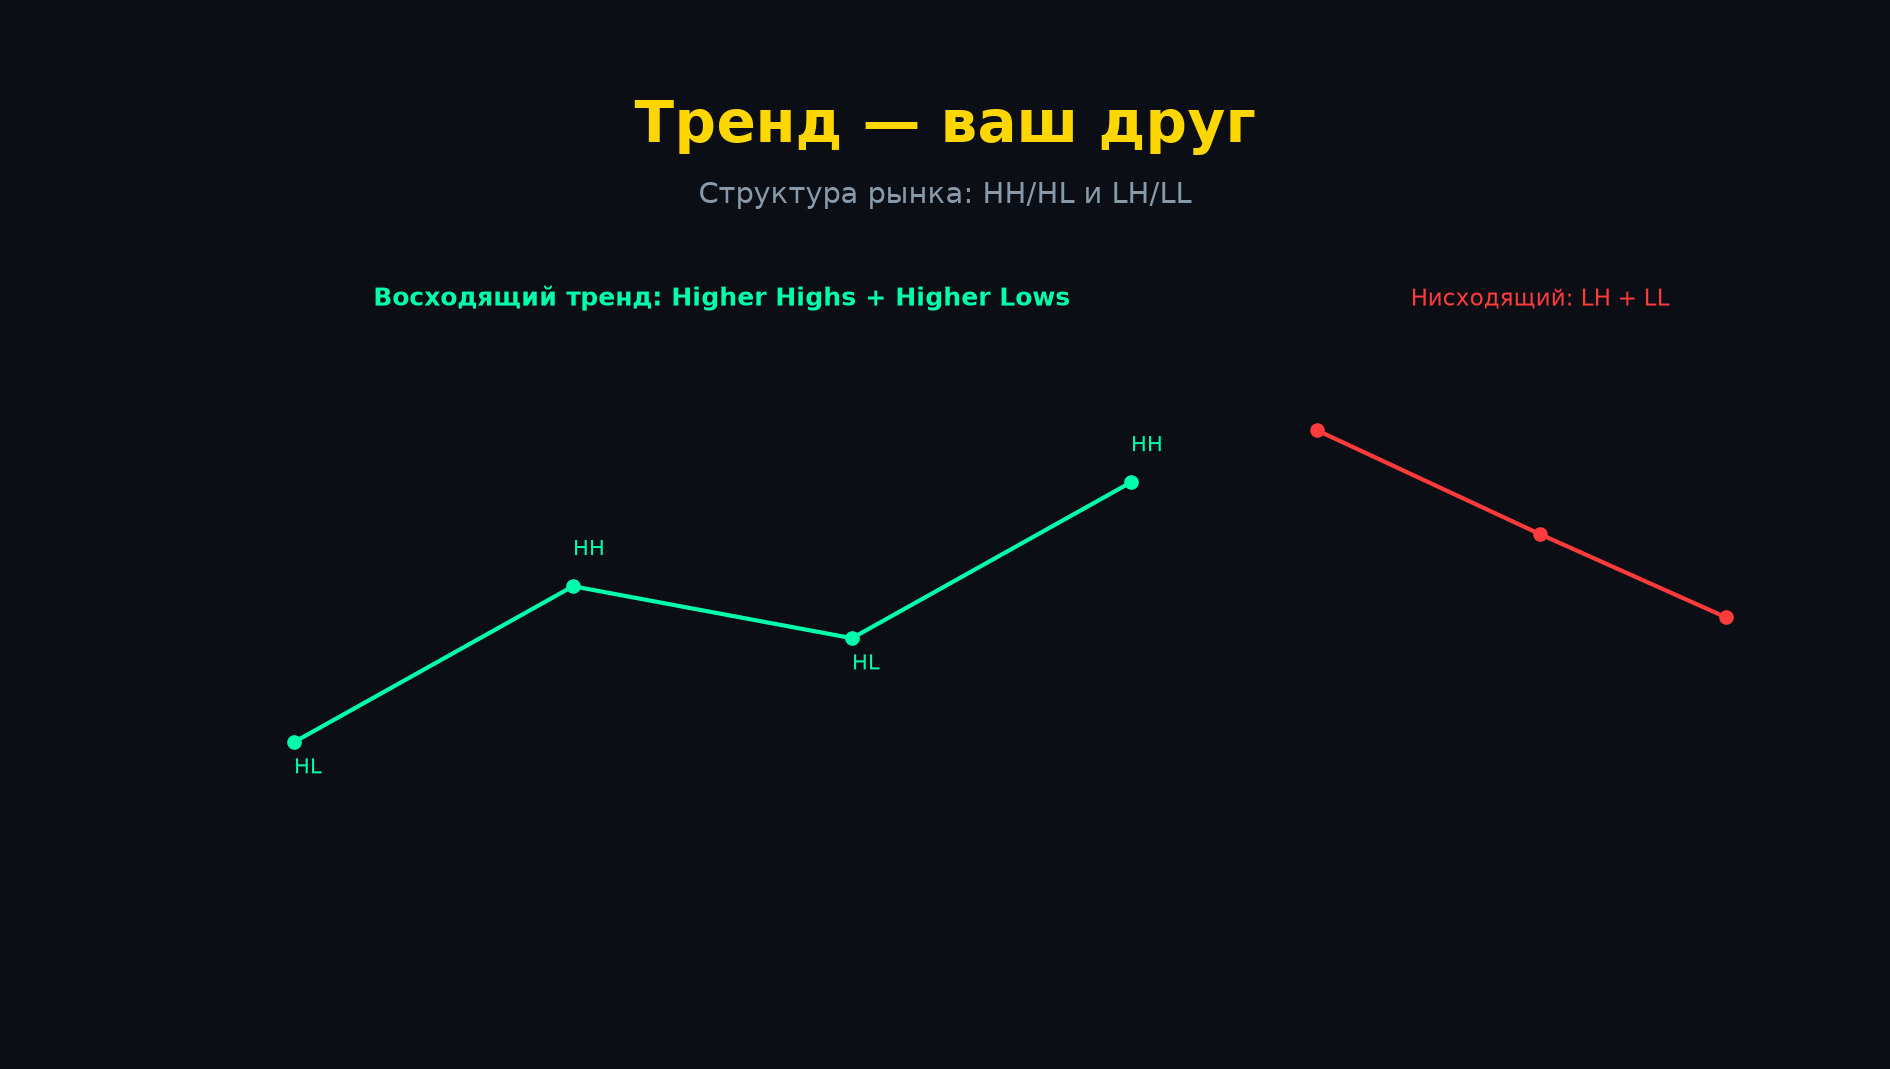 Тренд — ваш друг
Структура рынка: HH/HL и LH/LL
Восходящий тренд: Higher Highs + Higher Lows
Нисходящий: LH + LL
HH
HH
HL
HL